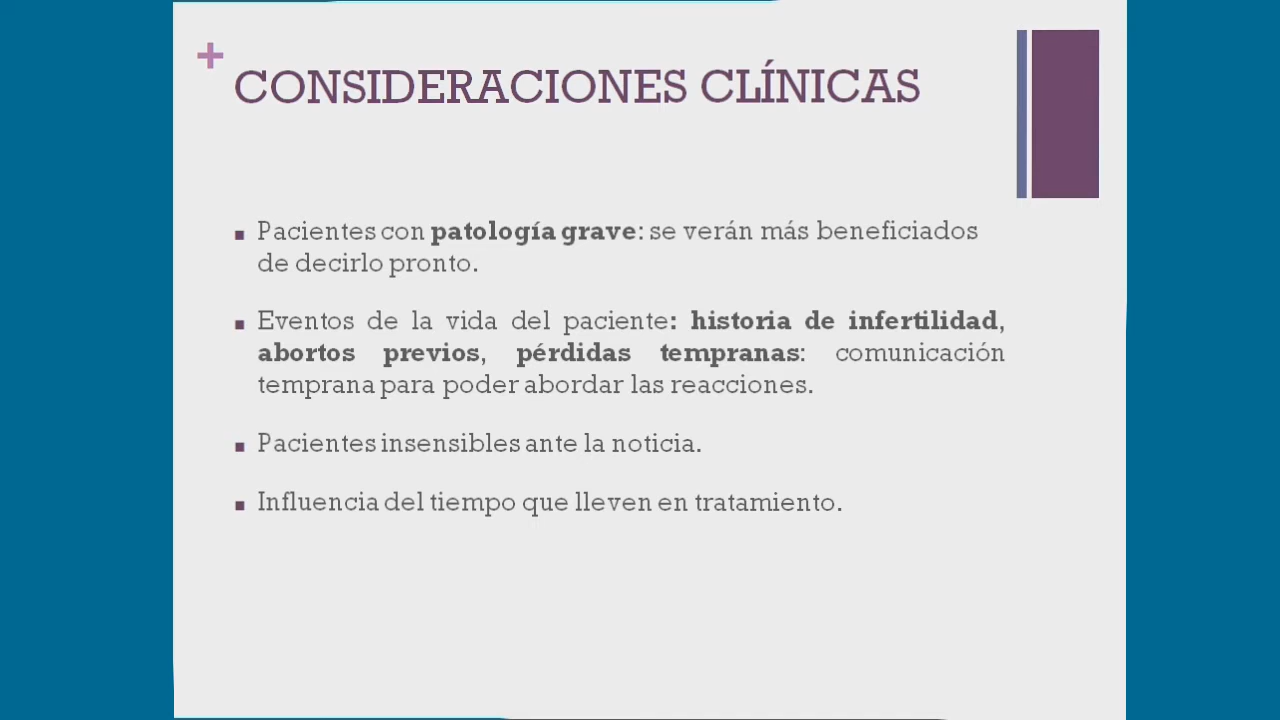 +
CONSIDERACIONES CLÍNICAS
▪ Pacientes con patología grave: se verán más beneficiados
de decirlo pronto.
▪ Eventos de la vida del paciente: historia de infertilidad,
abortos previos, pérdidas tempranas: comunicación
temprana para poder abordar las reacciones.
▪ Pacientes insensibles ante la noticia.
▪ Influencia del tiempo que lleven en tratamiento.